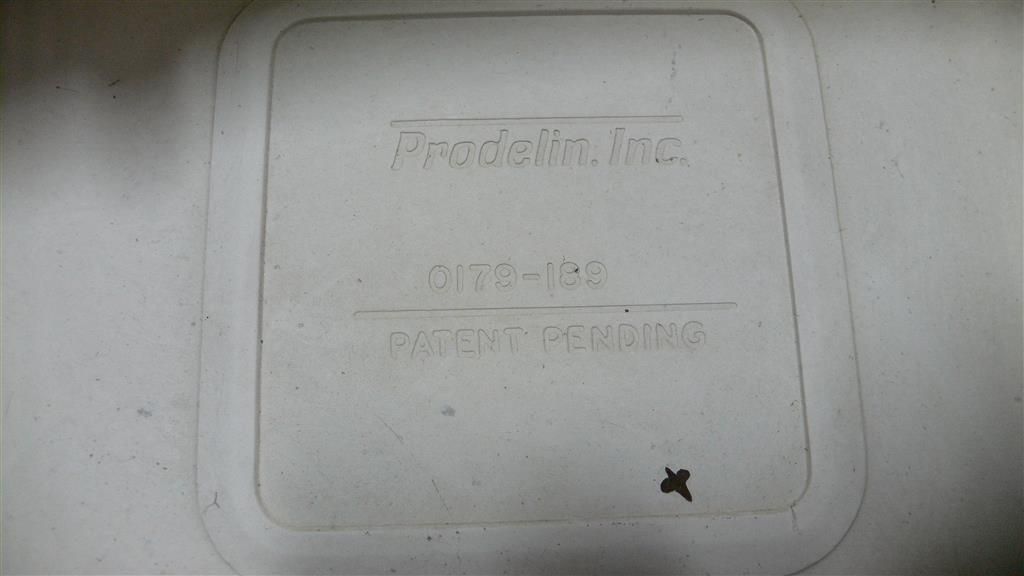 Prodelin. Inc.
0179-189
PATENT PENDING